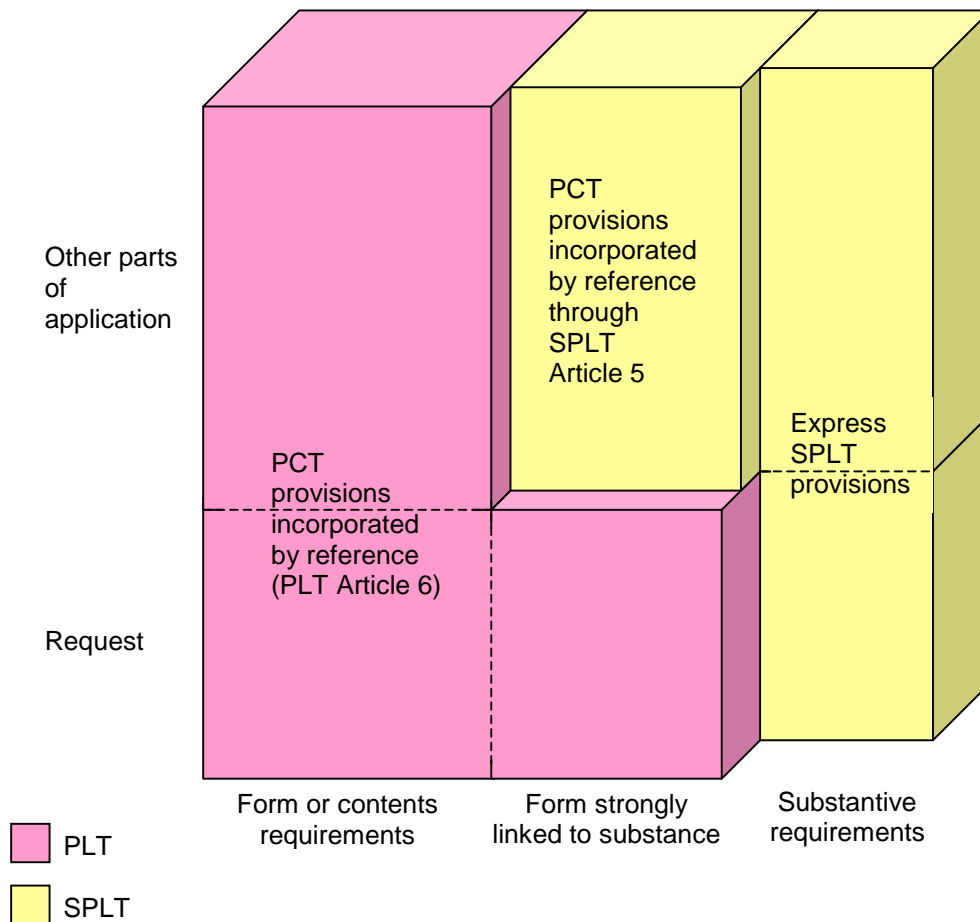 PCT
provisions
incorporated
by reference
through
SPLT
Article 5
Other parts
of
application
Express
SPLT
provisions
PCT
provisions
incorporated
by reference
(PLT Article 6)
Request
Form or contents
requirements
Form strongly
linked to substance
Substantive
requirements
PLT
SPLT